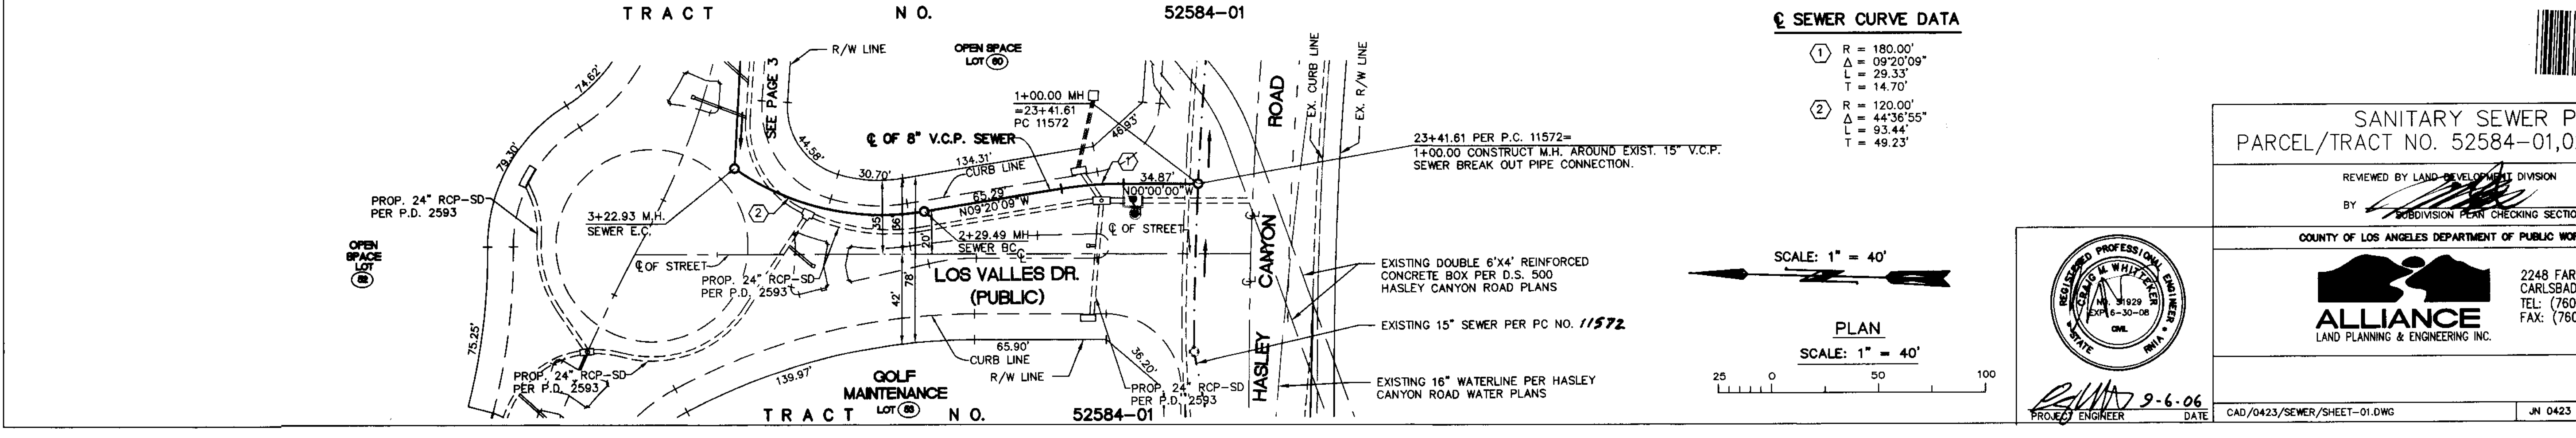 TRACT NO. 52584-01
R/W LINE
OPEN SPACE
LOT 60
SEE PAGE 3
74.62'
79.30'
75.25'
44.58'
30.70'
134.31'
CURB LINE
46.93'
1+00.00 MH
=23+41.61
PC 11572
℄ OF 8" V.C.P. SEWER
1
34.87'
N00°00'00"W
65.29'
N09°20'09"W
PROP. 24" RCP-SD
PER P.D. 2593
OPEN
SPACE
LOT
62
3+22.93 M.H.
SEWER E.C.
2
35'
36'
20'
2+29.49 MH
SEWER BC
℄ OF STREET
℄ OF STREET
PROP. 24" RCP-SD
PER P.D. 2593
42'
78'
LOS VALLES DR.
(PUBLIC)
PROP. 24" RCP-SD
PER P.D. 2593
139.97'
65.90'
CURB LINE
R/W LINE
36.20'
GOLF
MAINTENANCE
LOT 63
PROP. 24" RCP-SD
PER P.D. 2593
TRACT NO. 52584-01
HASLEY CANYON ROAD
EX. CURB LINE
EX. R/W LINE
23+41.61 PER P.C. 11572=
1+00.00 CONSTRUCT M.H. AROUND EXIST. 15" V.C.P.
SEWER BREAK OUT PIPE CONNECTION.
EXISTING DOUBLE 6'X4' REINFORCED
CONCRETE BOX PER D.S. 500
HASLEY CANYON ROAD PLANS
EXISTING 15" SEWER PER PC NO. 11572
EXISTING 16" WATERLINE PER HASLEY
CANYON ROAD WATER PLANS
℄ SEWER CURVE DATA
1 R = 180.00'
Δ = 09°20'09"
L = 29.33'
T = 14.70'
2 R = 120.00'
Δ = 44°36'55"
L = 93.44'
T = 49.23'
SCALE: 1" = 40'
PLAN
SCALE: 1" = 40'
25 0 50 100
SANITARY SEWER P
PARCEL/TRACT NO. 52584-01,0
REVIEWED BY LAND DEVELOPMENT DIVISION
BY
SUBDIVISION PLAN CHECKING SECTIO
COUNTY OF LOS ANGELES DEPARTMENT OF PUBLIC WOR
REGISTERED PROFESSIONAL ENGINEER
CRAIG M. WHITTEKER
NO. 51929
EXP. 6-30-08
CIVIL
STATE
RNIA
PROJECT ENGINEER
9-6-06
DATE
ALLIANCE
LAND PLANNING & ENGINEERING INC.
2248 FAR
CARLSBAD
TEL: (760
FAX: (760
CAD/0423/SEWER/SHEET-01.DWG
JN 0423